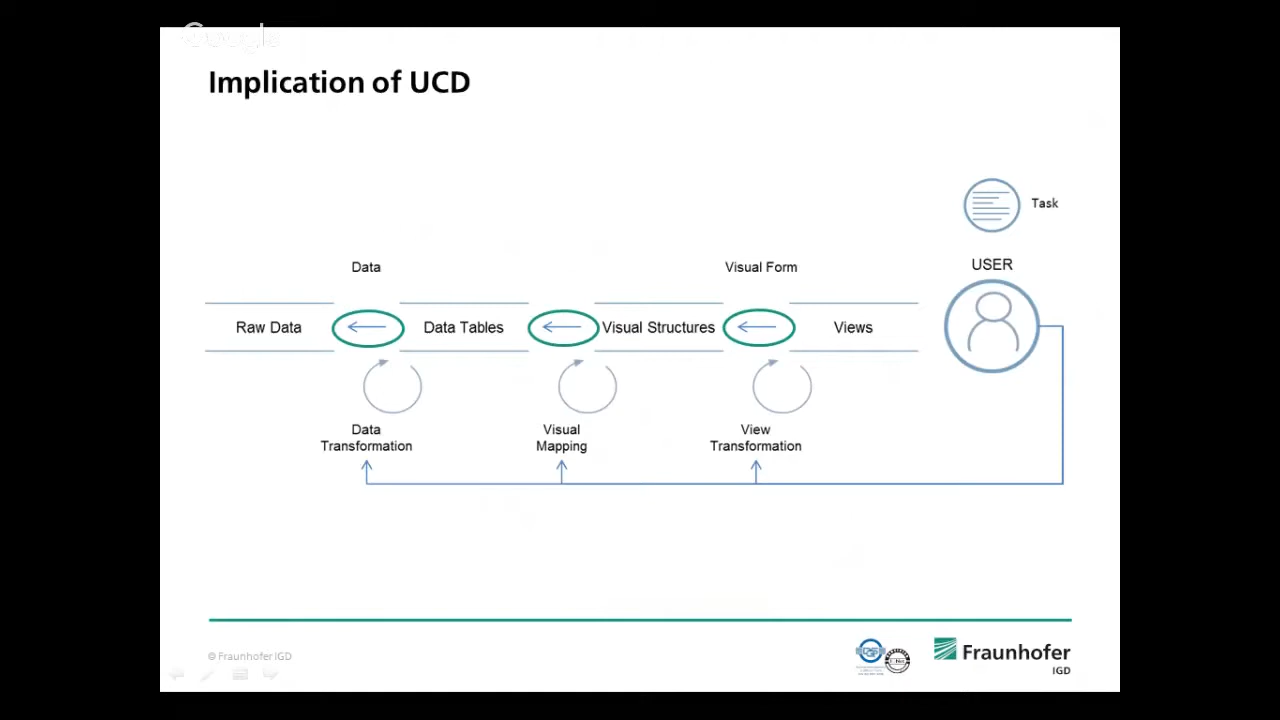 Google
Implication of UCD
Task
Data
Visual Form
USER
Raw Data
Data Tables
Visual Structures
Views
Data
Transformation
Visual
Mapping
View
Transformation
© Fraunhofer IGD
Fraunhofer
IGD